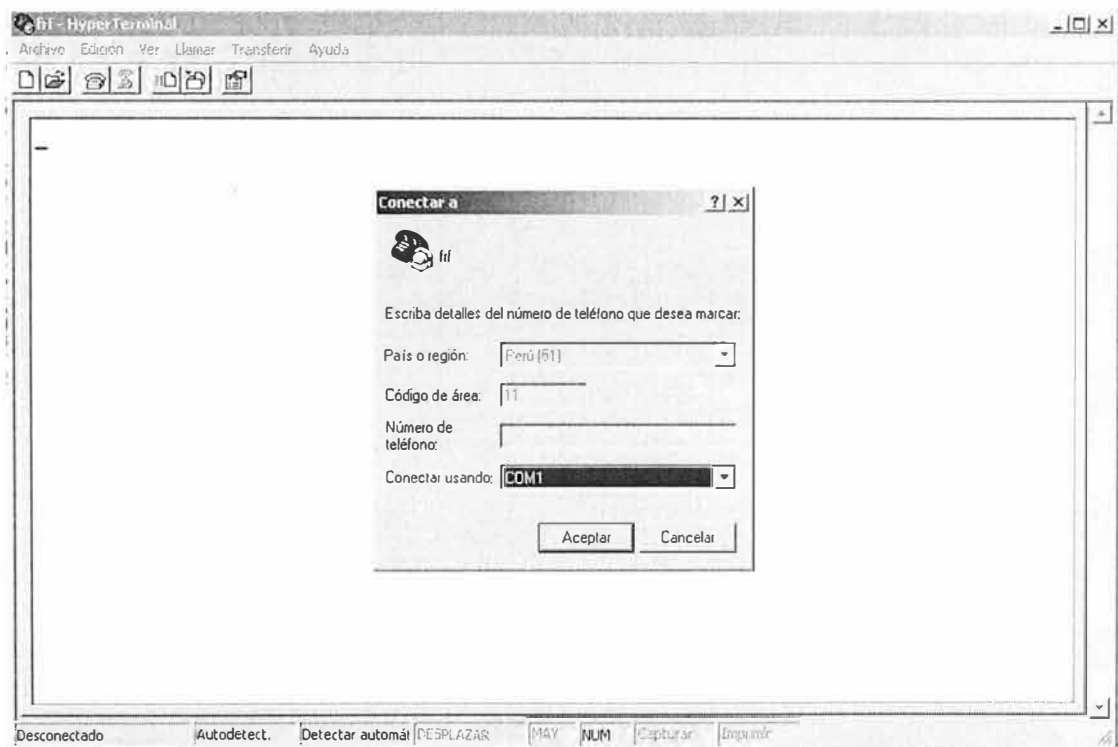 frf - HyperTerminal
Archivo Edición Ver Llamar Transferir Ayuda
Conectar a
frf
Escriba detalles del número de teléfono que desea marcar:
País o región: Perú (51)
Código de área: 11
Número de
teléfono:
Conectar usando: COM1
Aceptar Cancelar
Desconectado Autodetect. Detectar automá DESPLAZAR MAY NUM Capturar Imprimir